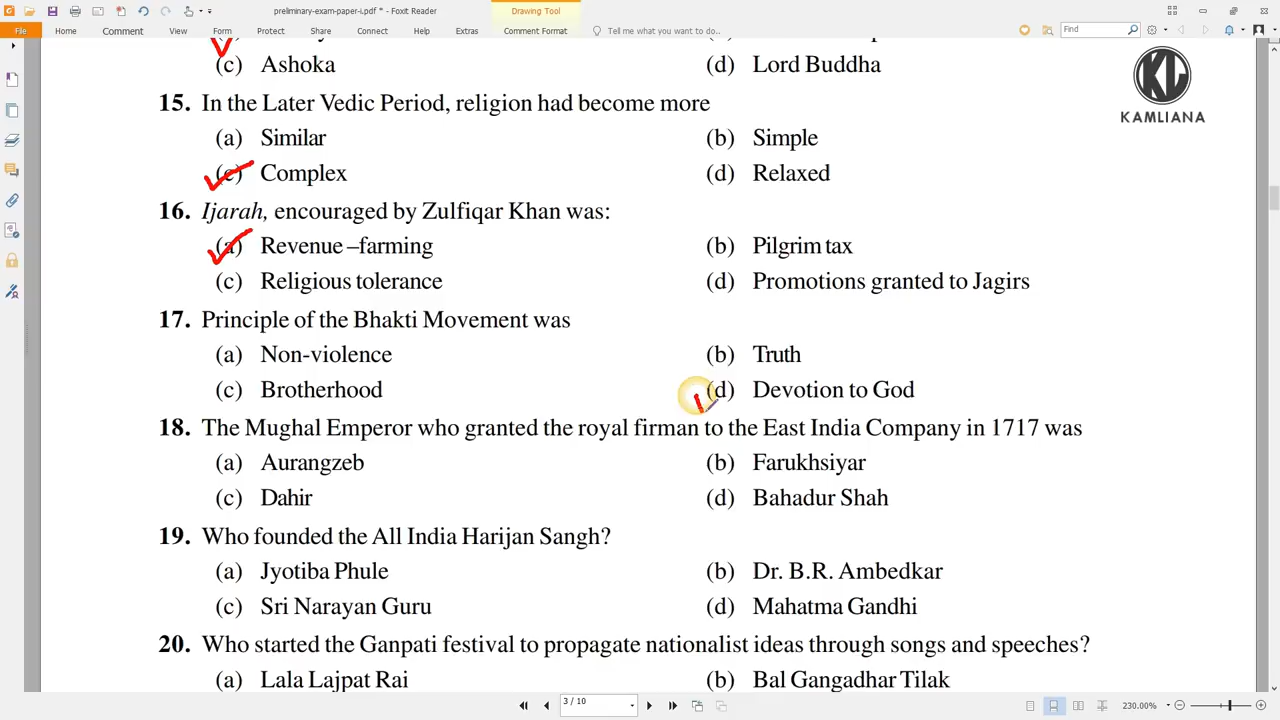 preliminary-exam-paper-i.pdf * - Foxit Reader
Drawing Tool
File Home Comment View Form Protect Share Connect Help Extras Comment Format Tell me what you want to do.. Find
(c) Ashoka (d) Lord Buddha
KAMLIANA
15. In the Later Vedic Period, religion had become more
(a) Similar (b) Simple
(c) Complex (d) Relaxed
16. Ijarah, encouraged by Zulfiqar Khan was:
(a) Revenue –farming (b) Pilgrim tax
(c) Religious tolerance (d) Promotions granted to Jagirs
17. Principle of the Bhakti Movement was
(a) Non-violence (b) Truth
(c) Brotherhood (d) Devotion to God
18. The Mughal Emperor who granted the royal firman to the East India Company in 1717 was
(a) Aurangzeb (b) Farukhsiyar
(c) Dahir (d) Bahadur Shah
19. Who founded the All India Harijan Sangh?
(a) Jyotiba Phule (b) Dr. B.R. Ambedkar
(c) Sri Narayan Guru (d) Mahatma Gandhi
20. Who started the Ganpati festival to propagate nationalist ideas through songs and speeches?
(a) Lala Lajpat Rai (b) Bal Gangadhar Tilak
3 / 10 230.00%